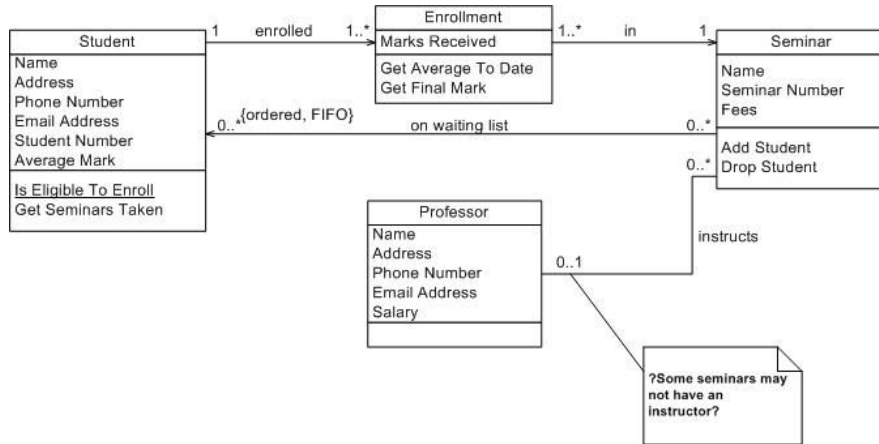 Student
Name
Address
Phone Number
Email Address
Student Number
Average Mark
Is Eligible To Enroll
Get Seminars Taken
1 enrolled 1..*
Enrollment
Marks Received
Get Average To Date
Get Final Mark
1..* in 1
Seminar
Name
Seminar Number
Fees
Add Student
Drop Student
{ordered, FIFO}
0..* on waiting list 0..*
0..*
instructs
0..1
Professor
Name
Address
Phone Number
Email Address
Salary
?Some seminars may
not have an
instructor?